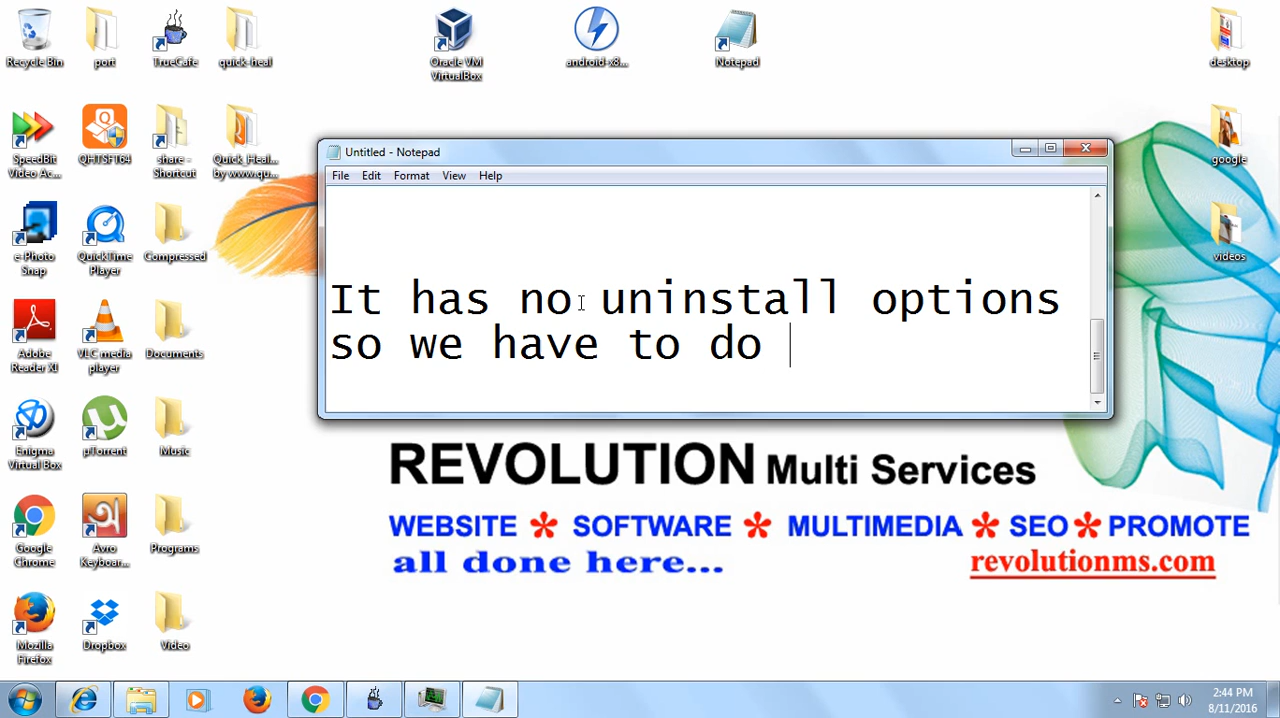 Recycle Bin
port
TrueCafe
quick-heal
Oracle VM
VirtualBox
android-x8...
Notepad
desktop
SpeedBit
Video Ac...
QHTSFT64
share -
Shortcut
Quick_Heal...
by www.qu...
google
e-Photo
Snap
QuickTime
Player
Compressed
videos
Adobe
Reader XI
VLC media
player
Documents
Enigma
Virtual Box
µTorrent
Music
Google
Chrome
Avro
Keyboar...
Programs
Mozilla
Firefox
Dropbox
Video
Untitled - Notepad
File Edit Format View Help
It has no uninstall options
so we have to do
REVOLUTION Multi Services
WEBSITE * SOFTWARE * MULTIMEDIA * SEO * PROMOTE
all done here...
revolutionms.com
2:44 PM
8/11/2016